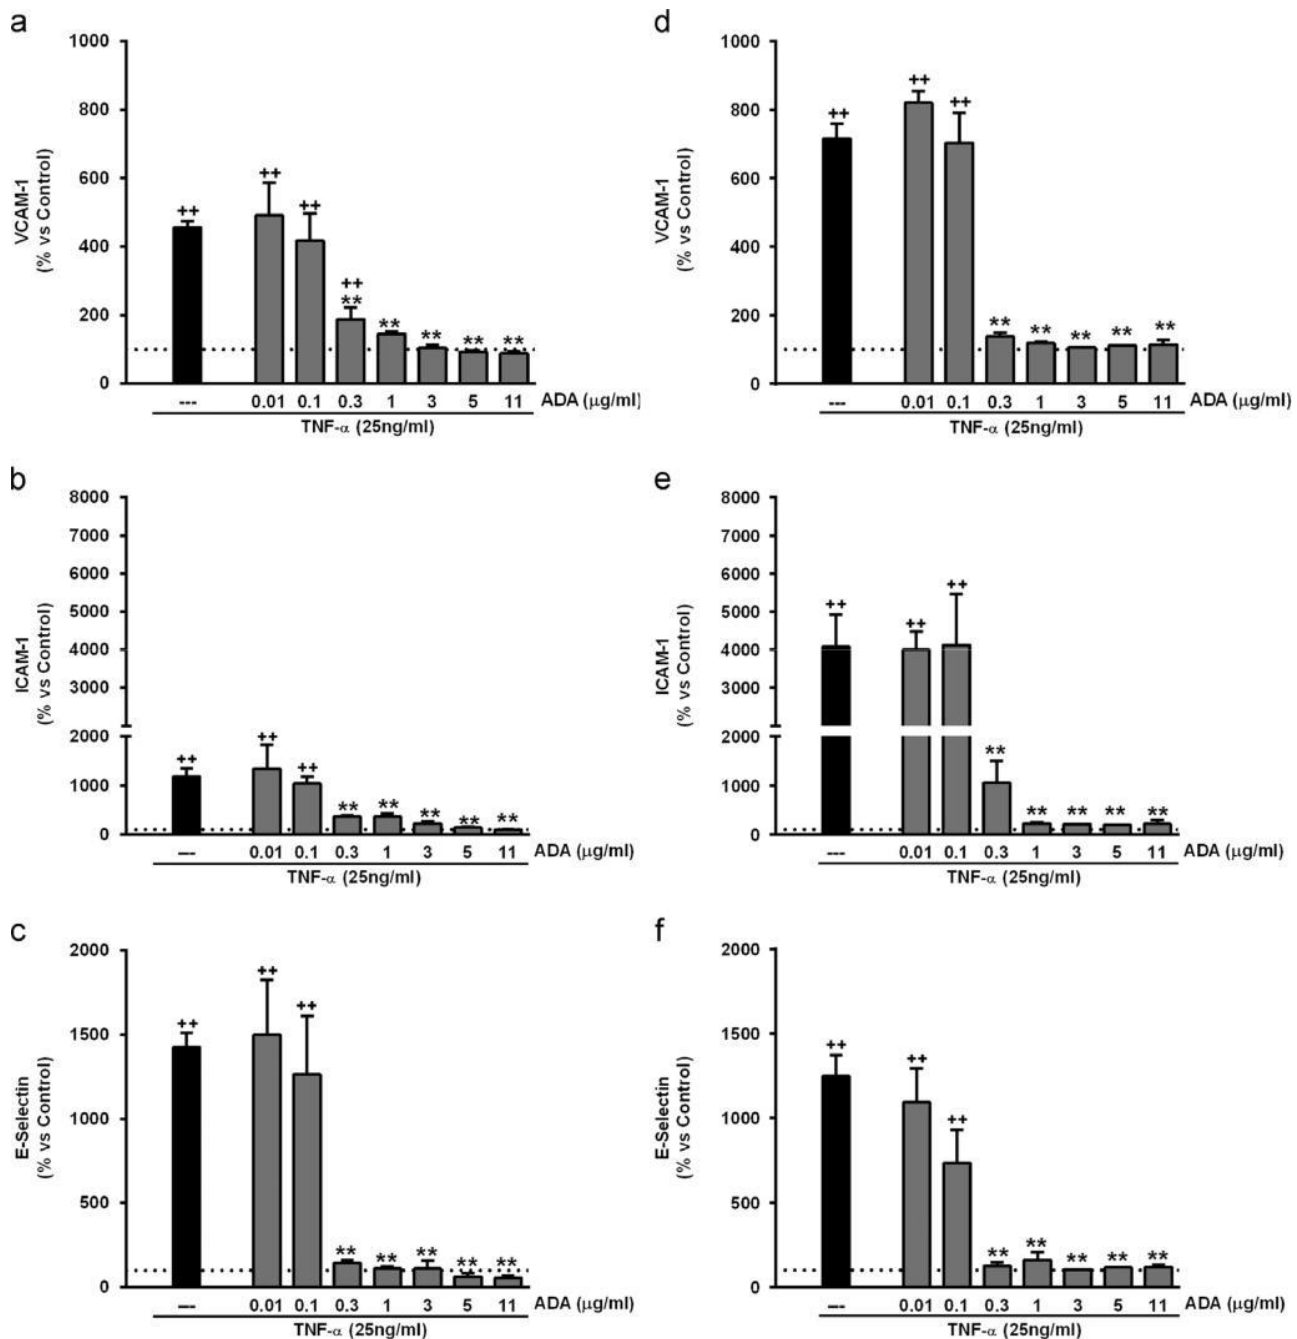 a
1000
800
600
400
200
0
VCAM-1
(% vs Control)
++
++
++
++
**
**
**
**
**
--- 0.01 0.1 0.3 1 3 5 11 ADA (μg/ml)
TNF-α (25ng/ml)
d
1000
800
600
400
200
0
VCAM-1
(% vs Control)
++
++
++
**
**
**
**
**
--- 0.01 0.1 0.3 1 3 5 11 ADA (μg/ml)
TNF-α (25ng/ml)
b
8000
7000
6000
5000
4000
3000
2000
1000
0
ICAM-1
(% vs Control)
++
++
++
**
**
**
**
**
--- 0.01 0.1 0.3 1 3 5 11 ADA (μg/ml)
TNF-α (25ng/ml)
e
8000
7000
6000
5000
4000
3000
2000
1000
0
ICAM-1
(% vs Control)
++
++
++
**
**
**
**
**
--- 0.01 0.1 0.3 1 3 5 11 ADA (μg/ml)
TNF-α (25ng/ml)
c
2000
1500
1000
500
0
E-Selectin
(% vs Control)
++
++
++
**
**
**
**
**
--- 0.01 0.1 0.3 1 3 5 11 ADA (μg/ml)
TNF-α (25ng/ml)
f
2000
1500
1000
500
0
E-Selectin
(% vs Control)
++
++
++
**
**
**
**
**
--- 0.01 0.1 0.3 1 3 5 11 ADA (μg/ml)
TNF-α (25ng/ml)